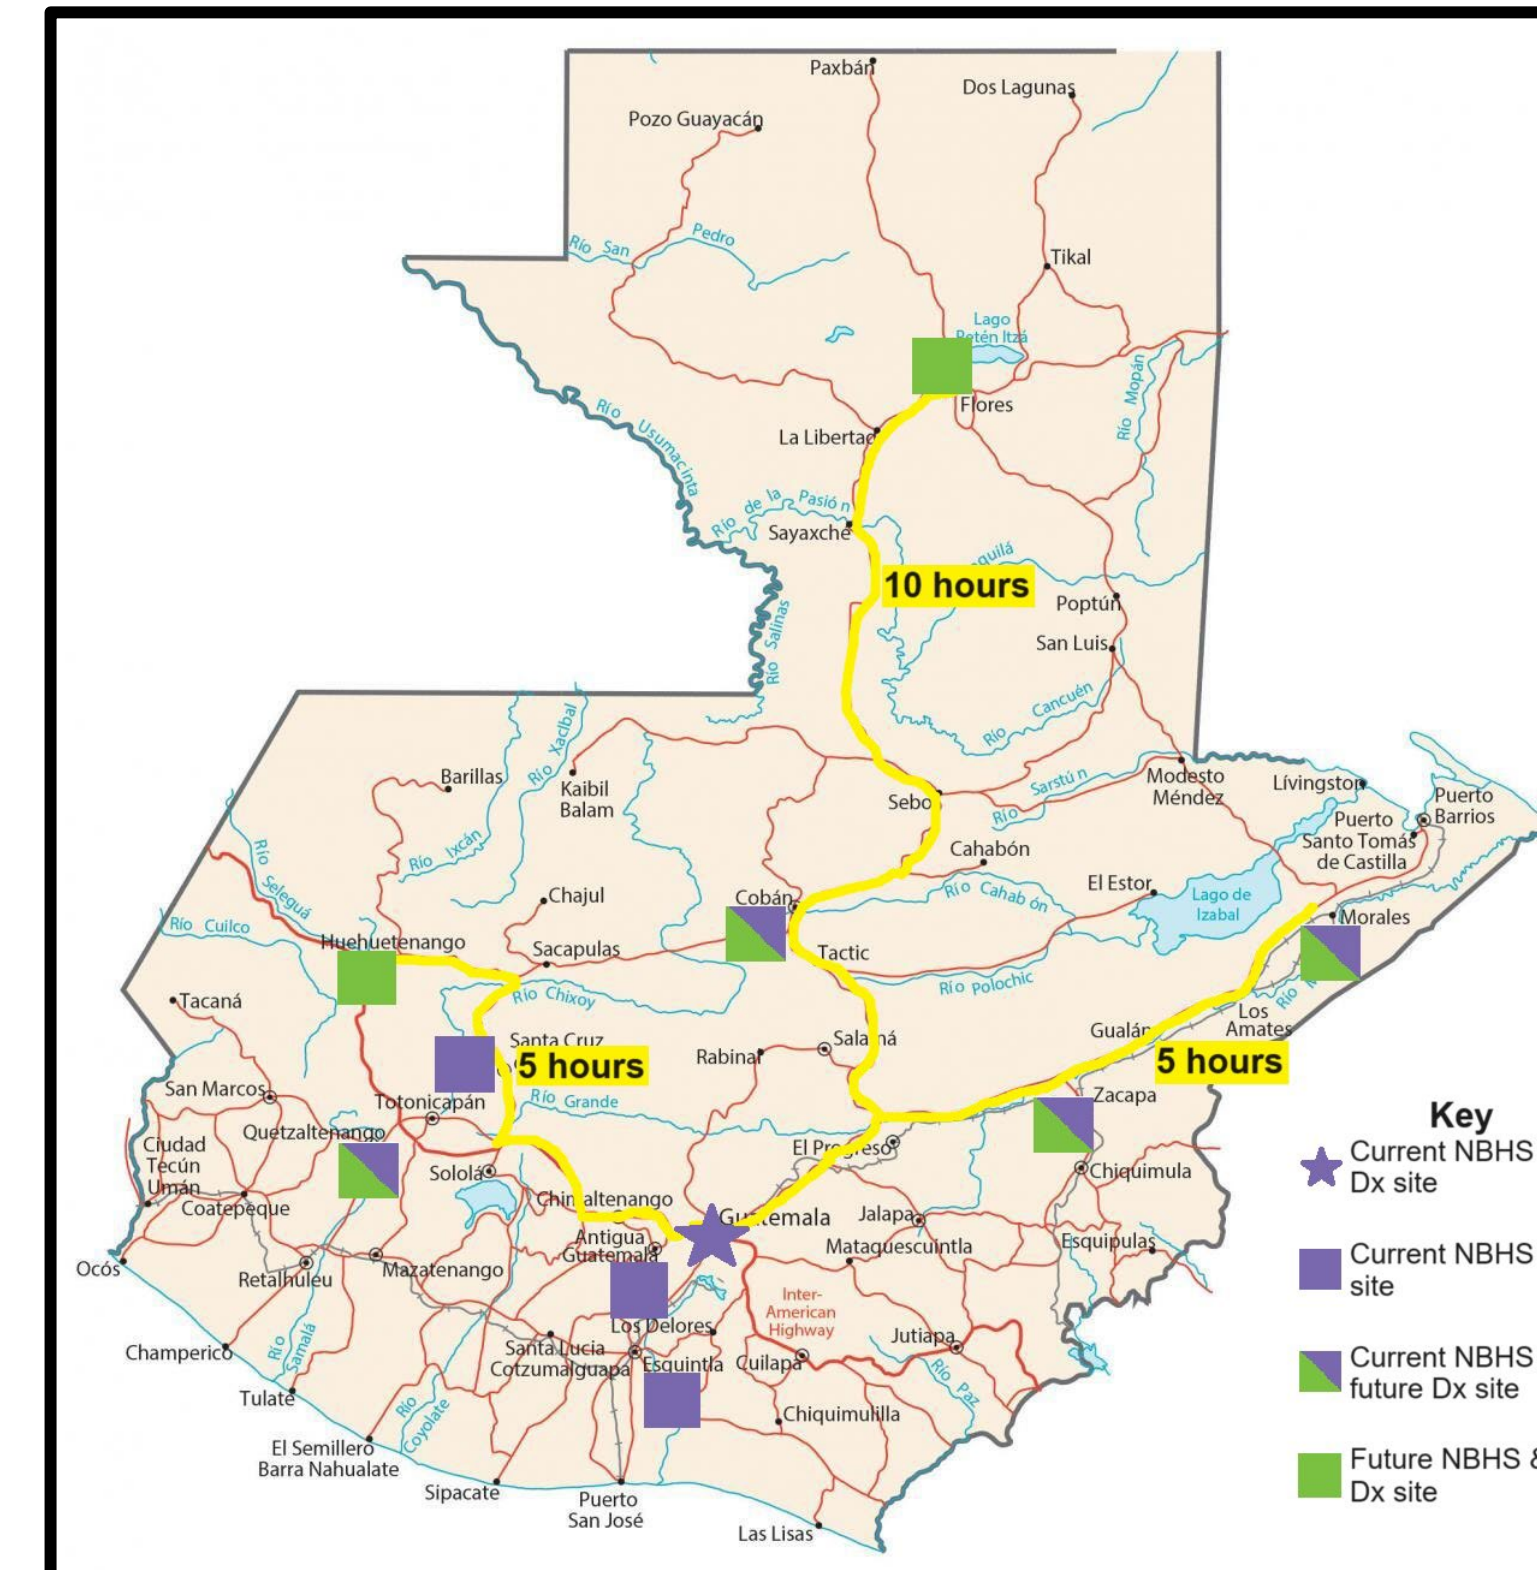 Paxbán
Dos Lagunas
Pozo Guayacán
Río San Pedro
Tikal
Lago
Petén Itzá
Río Mopán
Flores
Río Usumacinta
La Libertad
Río de la Pasión
Sayaxché
10 hours
Poptún
Río Salinas
San Luis
Río Cancuén
Barillas
Río Xaclbal
Kaibil
Balam
Río Sarstún
Modesto
Méndez
Lívingston
Puerto
Barrios
Puerto
Santo Tomás
de Castilla
Río Ixcán
Cahabón
Río Seleguá
Chajul
Cobán
Río Cahabón
El Estor
Lago de
Izabal
Morales
Río Cuilco
Huehuetenango
Sacapulas
Tactic
Río Polochic
Río Chixoy
Tacaná
Los
Amates
Gualán
Santa Cruz
5 hours
Rabinal
Salamá
5 hours
San Marcos
Totonicapán
Río Grande
Zacapa
Quetzaltenango
Ciudad
Tecún
Umán
El Progreso
Sololá
Chiquimula
Coatepeque
Chimaltenango
Guatemala
Jalapa
Antigua
Guatemala
Mataquescuintla
Esquipulas
Ocós
Retalhuleu
Mazatenango
Inter-
American
Highway
Río Samalá
Los Delores
Jutiapa
Champerico
Santa Lucia
Cotzumalguapa
Esquintla
Cuilapa
Río Paz
Tulate
Río Coyolate
Chiquimulilla
El Semillero
Barra Nahualate
Sipacate
Puerto
San José
Las Lisas
Key
Current NBHS
Dx site
Current NBHS
site
Current NBHS
future Dx site
Future NBHS &
Dx site